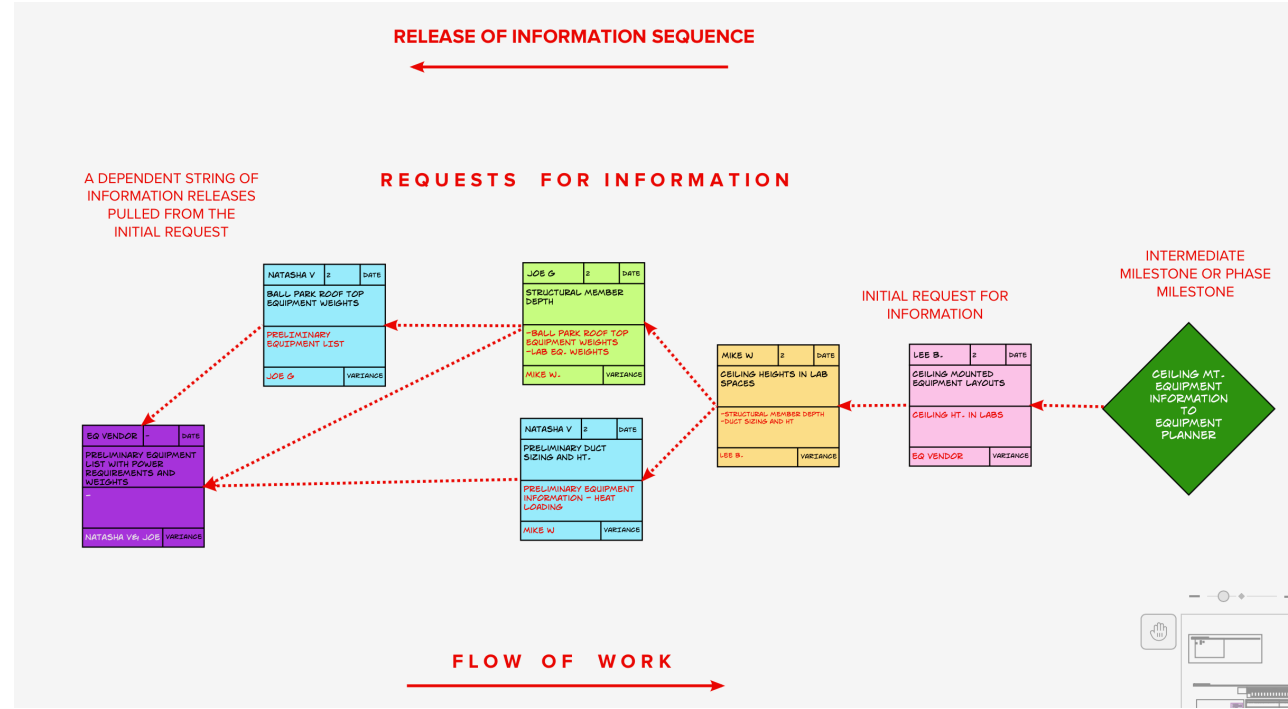 RELEASE OF INFORMATION SEQUENCE
REQUESTS FOR INFORMATION
A DEPENDENT STRING OF
INFORMATION RELEASES
PULLED FROM THE
INITIAL REQUEST
NATASHA V 2 DATE
BALL PARK ROOF TOP
EQUIPMENT WEIGHTS
PRELIMINARY
EQUIPMENT LIST
JOE G VARIANCE
JOE G 2 DATE
STRUCTURAL MEMBER
DEPTH
-BALL PARK ROOF TOP
EQUIPMENT WEIGHTS
-LAB EQ. WEIGHTS
MIKE W. VARIANCE
INTERMEDIATE
MILESTONE OR PHASE
MILESTONE
INITIAL REQUEST FOR
INFORMATION
MIKE W 2 DATE
CEILING HEIGHTS IN LAB
SPACES
-STRUCTURAL MEMBER DEPTH
-DUCT SIZING AND HT
LEE B. VARIANCE
LEE B. 2 DATE
CEILING MOUNTED
EQUIPMENT LAYOUTS
CEILING HT. IN LABS
EQ VENDOR VARIANCE
CEILING MT.
EQUIPMENT
INFORMATION
TO
EQUIPMENT
PLANNER
EQ VENDOR - DATE
PRELIMINARY EQUIPMENT
LIST WITH POWER
REQUIREMENTS AND
WEIGHTS
-
NATASHA V& JOE VARIANCE
NATASHA V 2 DATE
PRELIMINARY DUCT
SIZING AND HT.
PRELIMINARY EQUIPMENT
INFORMATION - HEAT
LOADING
MIKE W VARIANCE
FLOW OF WORK